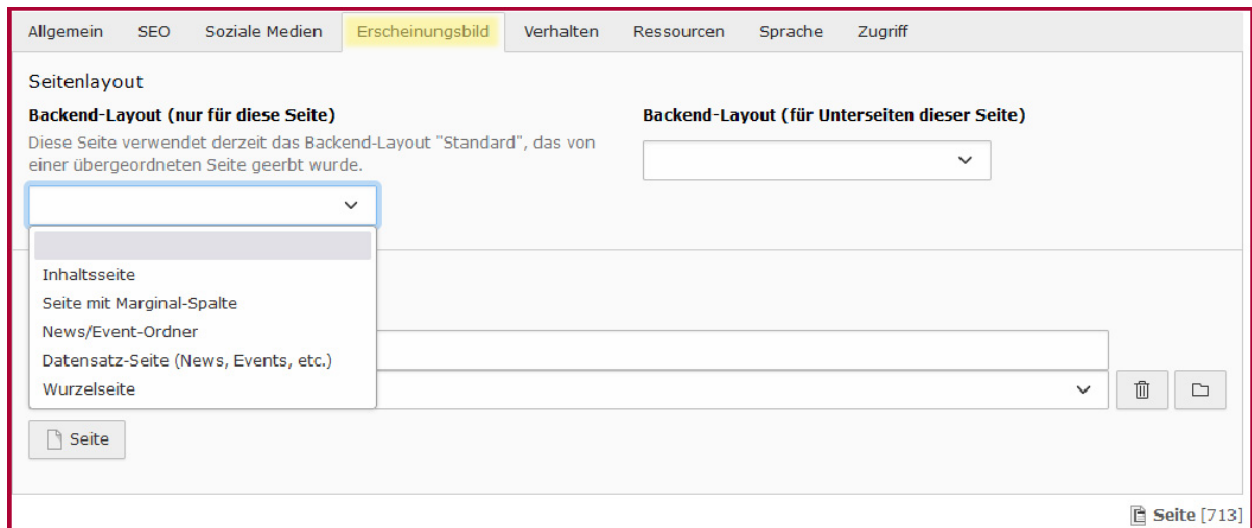 Allgemein SEO Soziale Medien Erscheinungsbild Verhalten Ressourcen Sprache Zugriff
Seitenlayout
Backend-Layout (nur für diese Seite)
Diese Seite verwendet derzeit das Backend-Layout "Standard", das von
einer übergeordneten Seite geerbt wurde.
Backend-Layout (für Unterseiten dieser Seite)
Inhaltsseite
Seite mit Marginal-Spalte
News/Event-Ordner
Datensatz-Seite (News, Events, etc.)
Wurzelseite
Seite
Seite [713]